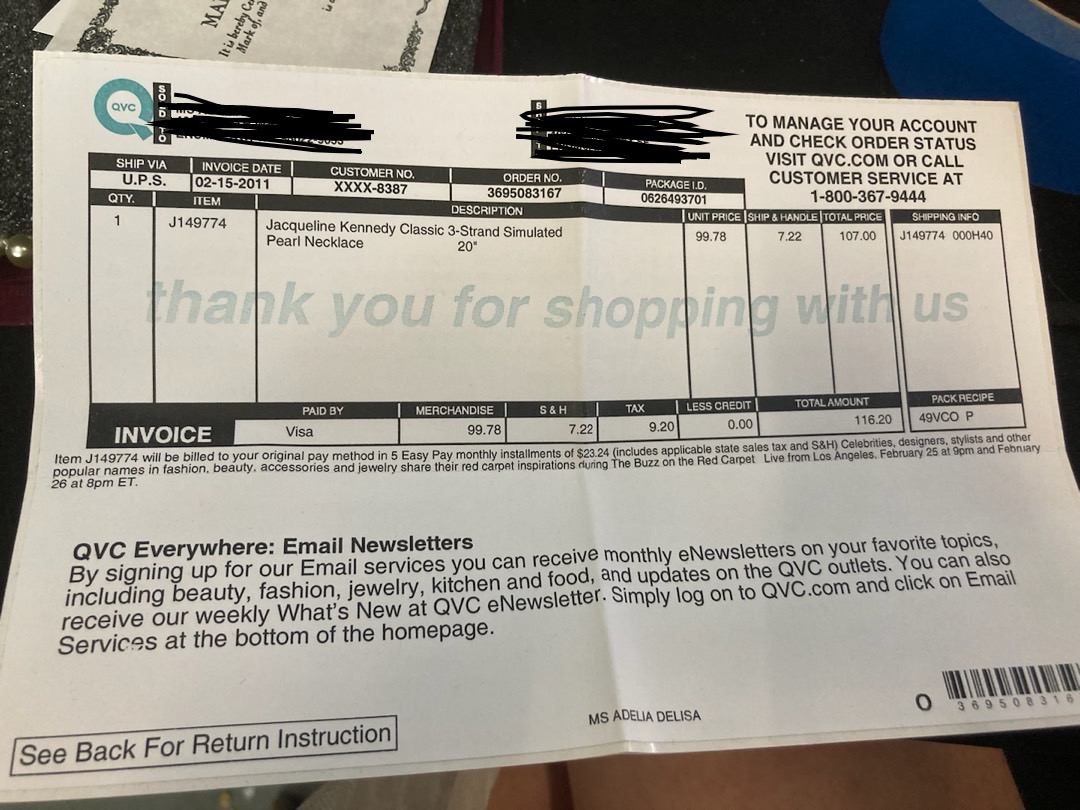 MAR
It is hereby Ce
Mark of, and
is a
QVC
SOLD TO
TO MANAGE YOUR ACCOUNT
AND CHECK ORDER STATUS
VISIT QVC.COM OR CALL
CUSTOMER SERVICE AT
1-800-367-9444
SHIP VIA INVOICE DATE CUSTOMER NO. ORDER NO. PACKAGE I.D.
U.P.S. 02-15-2011 XXXX-8387 3695083167 0626493701
QTY. ITEM DESCRIPTION UNIT PRICE SHIP & HANDLE TOTAL PRICE SHIPPING INFO
1 J149774 Jacqueline Kennedy Classic 3-Strand Simulated 99.78 7.22 107.00 J149774 000H40
Pearl Necklace 20"
thank you for shopping with us
PAID BY MERCHANDISE S & H TAX LESS CREDIT TOTAL AMOUNT PACK RECIPE
INVOICE Visa 99.78 7.22 9.20 0.00 116.20 49VCO P
Item J149774 will be billed to your original pay method in 5 Easy Pay monthly installments of $23.24 (includes applicable state sales tax and S&H) Celebrities, designers, stylists and other
popular names in fashion, beauty, accessories and jewelry share their red carpet inspirations during The Buzz on the Red Carpet Live from Los Angeles, February 25 at 9pm and February
26 at 8pm ET.
QVC Everywhere: Email Newsletters
By signing up for our Email services you can receive monthly eNewsletters on your favorite topics,
including beauty, fashion, jewelry, kitchen and food, and updates on the QVC outlets. You can also
receive our weekly What's New at QVC eNewsletter. Simply log on to QVC.com and click on Email
Services at the bottom of the homepage.
O
369508316
MS ADELIA DELISA
See Back For Return Instruction